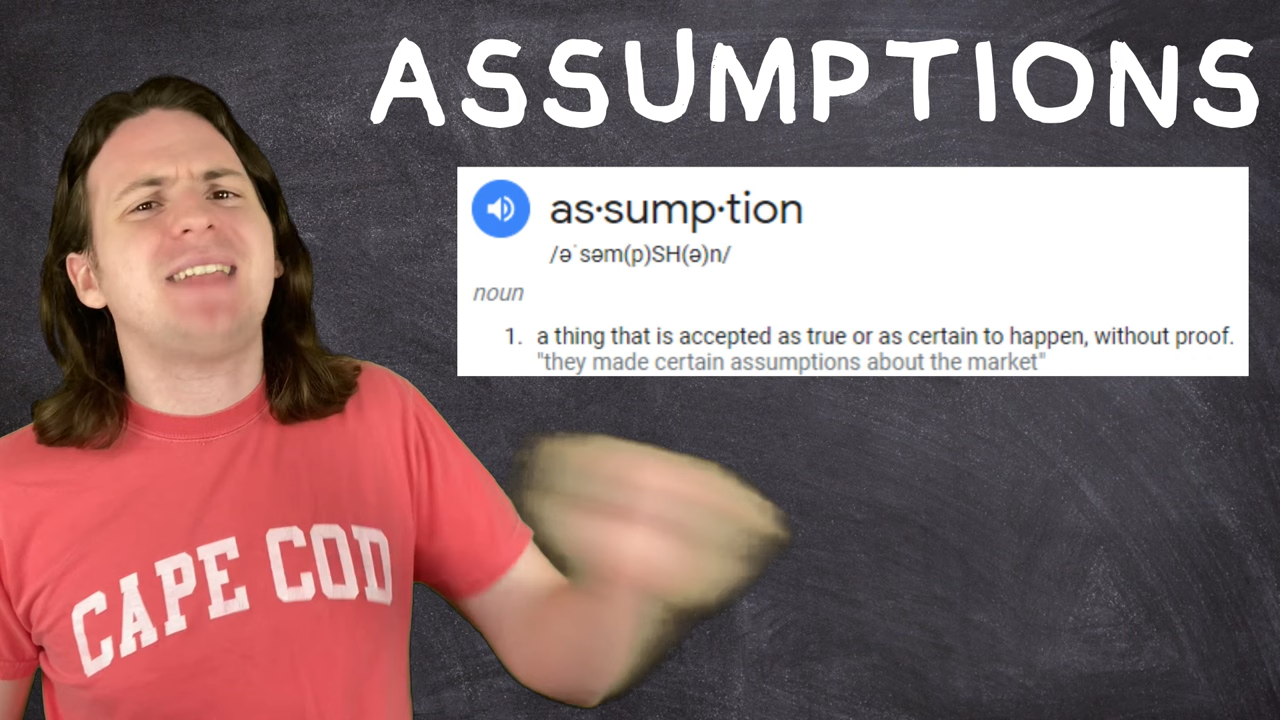 ASSUMPTIONS
as·sump·tion
/əˈsəm(p)SH(ə)n/
noun
1. a thing that is accepted as true or as certain to happen, without proof.
"they made certain assumptions about the market"
CAPE COD